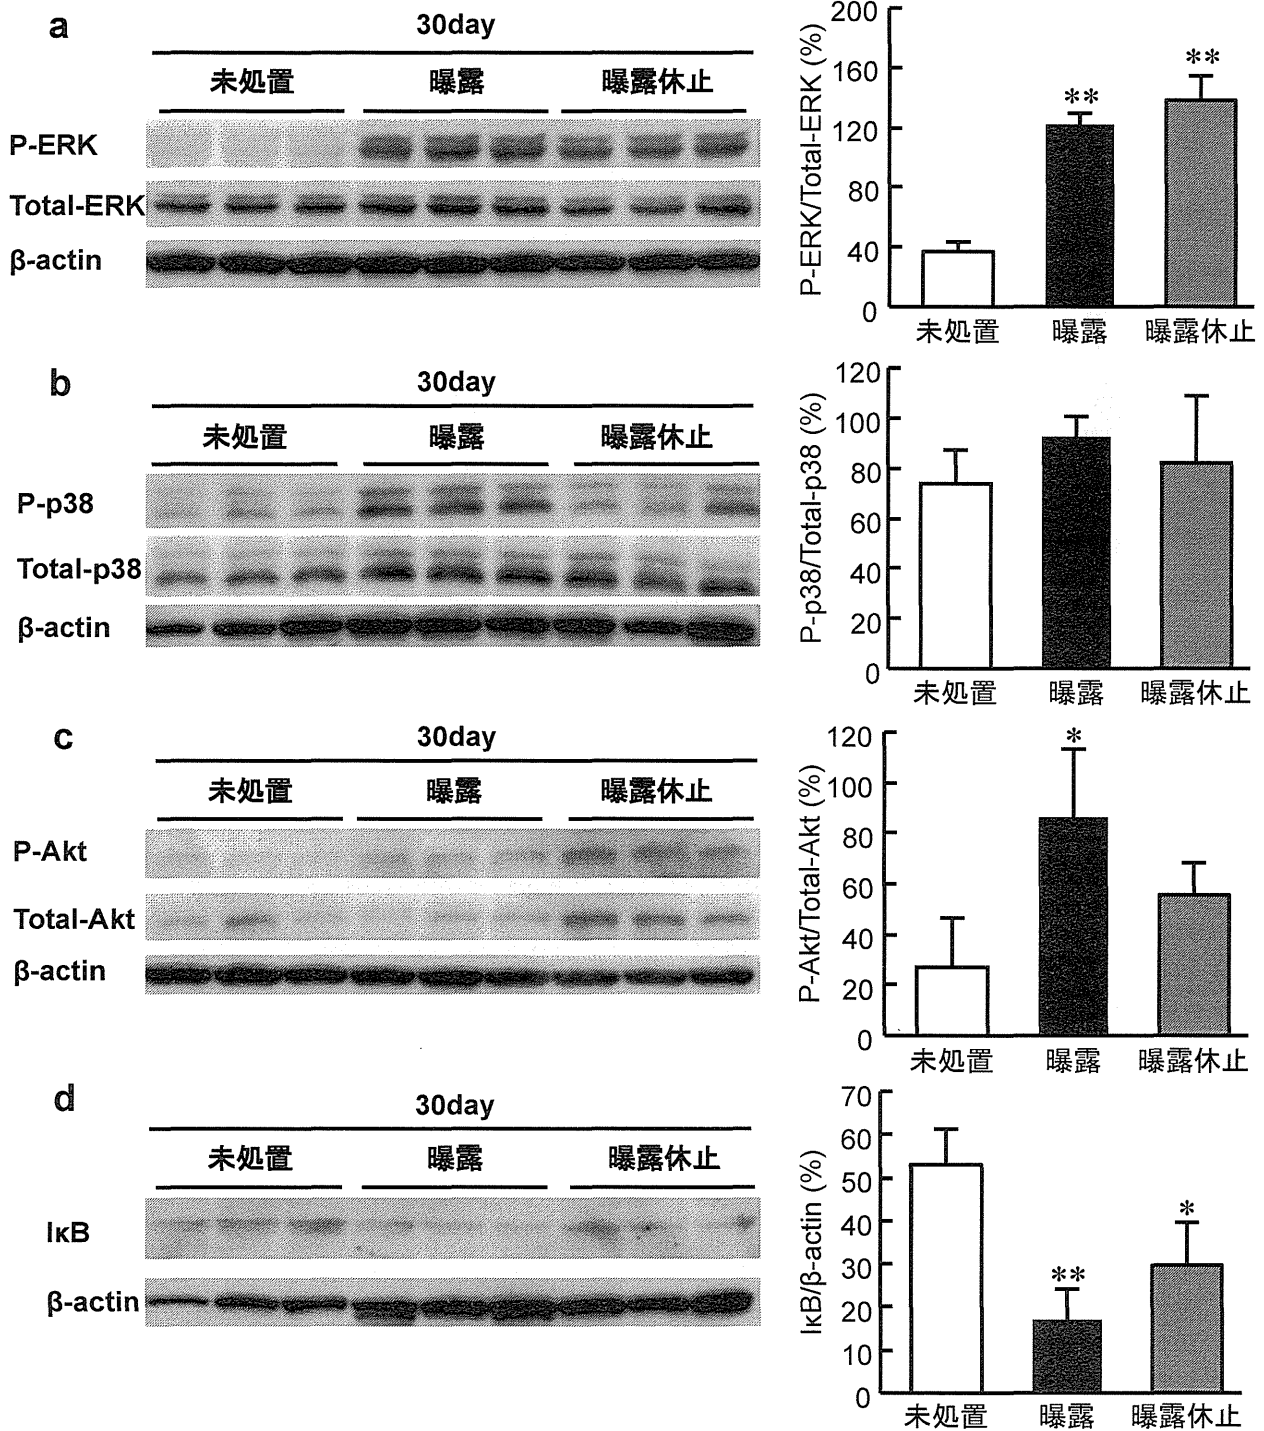 a
30day
未処置 曝露 曝露休止
P-ERK
Total-ERK
β-actin
P-ERK/Total-ERK (%)
200
160
120
80
40
0
** **
未処置 曝露 曝露休止
b
30day
未処置 曝露 曝露休止
P-p38
Total-p38
β-actin
P-p38/Total-p38 (%)
120
100
80
60
40
20
0
未処置 曝露 曝露休止
c
30day
未処置 曝露 曝露休止
P-Akt
Total-Akt
β-actin
P-Akt/Total-Akt (%)
120
100
80
60
40
20
0
*
未処置 曝露 曝露休止
d
30day
未処置 曝露 曝露休止
IκB
β-actin
IκB/β-actin (%)
70
60
50
40
30
20
10
0
** *
未処置 曝露 曝露休止